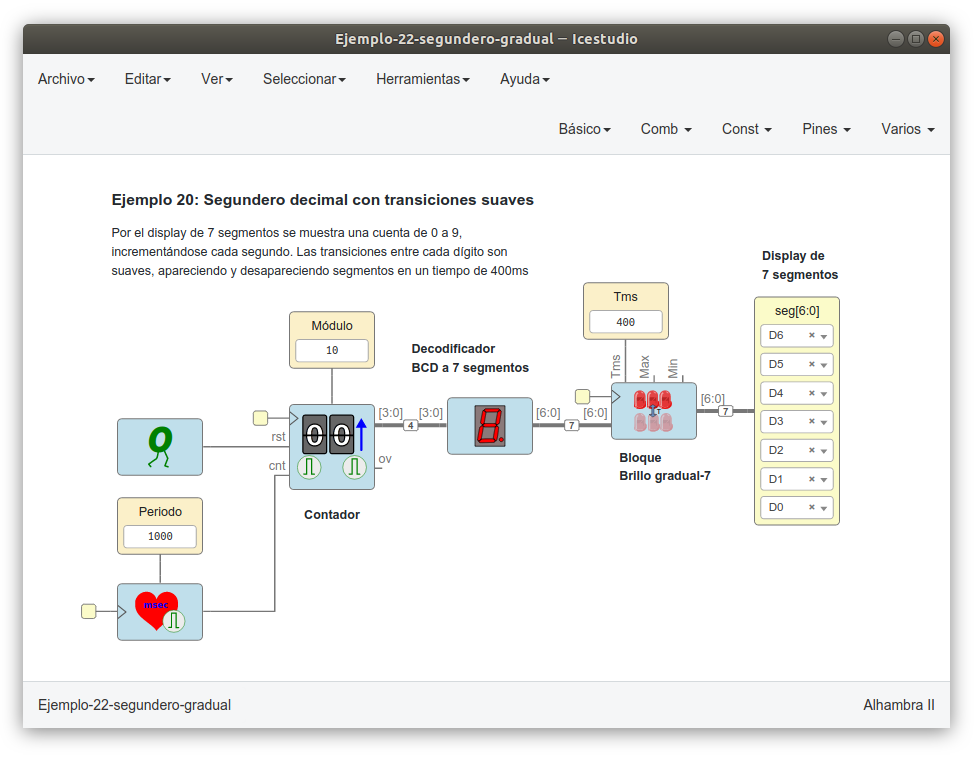 Ejemplo-22-segundero-gradual — Icestudio
Archivo
Editar
Ver
Seleccionar
Herramientas
Ayuda
Básico
Comb
Const
Pines
Varios
Ejemplo 20: Segundero decimal con transiciones suaves
Por el display de 7 segmentos se muestra una cuenta de 0 a 9,
incrementándose cada segundo. Las transiciones entre cada dígito son
suaves, apareciendo y desapareciendo segmentos en un tiempo de 400ms
Display de
7 segmentos
Tms
400
seg[6:0]
D6
D5
D4
D3
D2
D1
D0
Módulo
10
Decodificador
BCD a 7 segmentos
Tms
Max
Min
[3:0]
[3:0]
[6:0]
[6:0]
[6:0]
4
7
7
0
rst
cnt
00
ov
Bloque
Brillo gradual-7
Contador
Periodo
1000
msec
Ejemplo-22-segundero-gradual
Alhambra II